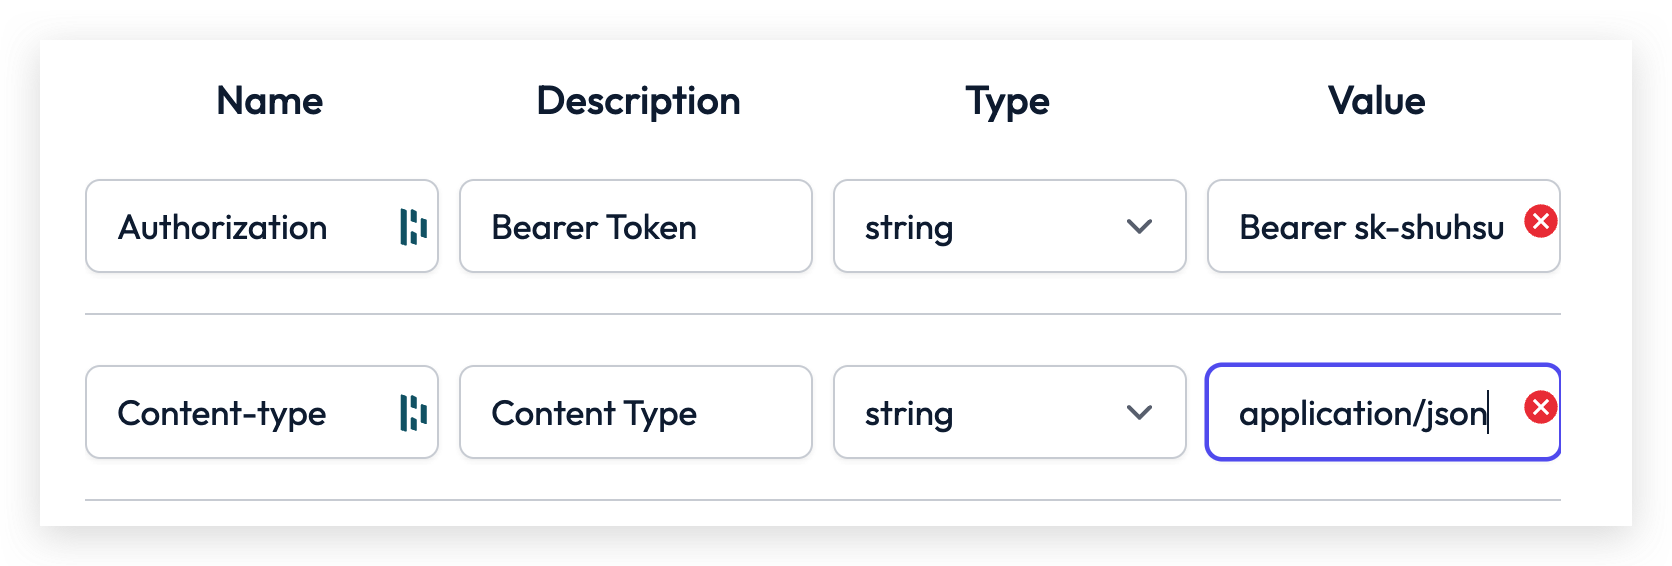 Name Description Type Value
Authorization Bearer Token string Bearer sk-shuhsu
Content-type Content Type string application/json